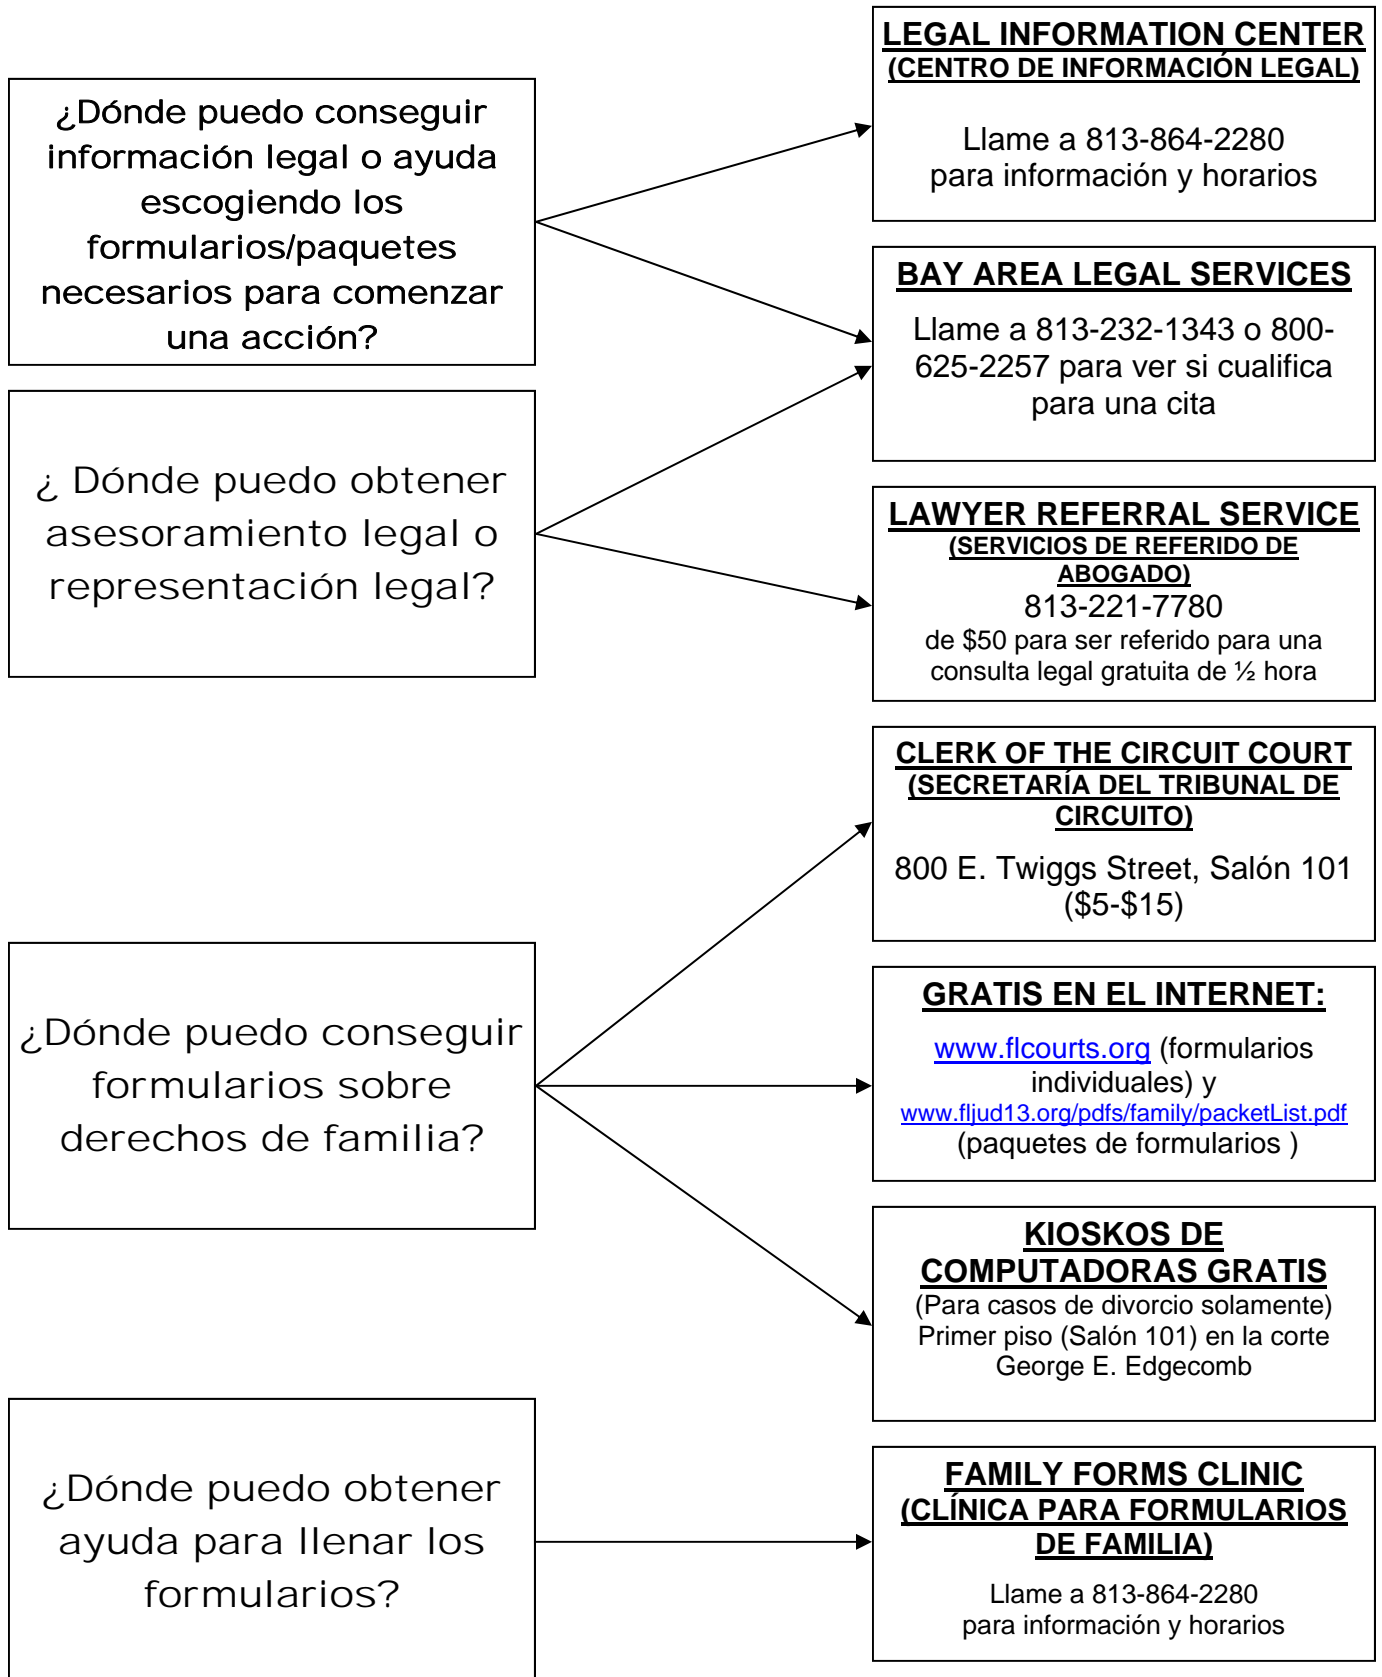 ¿Dónde puedo conseguir
información legal o ayuda
escogiendo los
formularios/paquetes
necesarios para comenzar
una acción?
LEGAL INFORMATION CENTER
(CENTRO DE INFORMACIÓN LEGAL)
Llame a 813-864-2280
para información y horarios
BAY AREA LEGAL SERVICES
Llame a 813-232-1343 o 800-
625-2257 para ver si cualifica
para una cita
¿ Dónde puedo obtener
asesoramiento legal o
representación legal?
LAWYER REFERRAL SERVICE
(SERVICIOS DE REFERIDO DE
ABOGADO)
813-221-7780
de $50 para ser referido para una
consulta legal gratuita de ½ hora
¿Dónde puedo conseguir
formularios sobre
derechos de familia?
CLERK OF THE CIRCUIT COURT
(SECRETARÍA DEL TRIBUNAL DE
CIRCUITO)
800 E. Twiggs Street, Salón 101
($5-$15)
GRATIS EN EL INTERNET:
www.flcourts.org (formularios
individuales) y
www.fljud13.org/pdfs/family/packetList.pdf
(paquetes de formularios )
KIOSKOS DE
COMPUTADORAS GRATIS
(Para casos de divorcio solamente)
Primer piso (Salón 101) en la corte
George E. Edgecomb
¿Dónde puedo obtener
ayuda para llenar los
formularios?
FAMILY FORMS CLINIC
(CLÍNICA PARA FORMULARIOS
DE FAMILIA)
Llame a 813-864-2280
para información y horarios